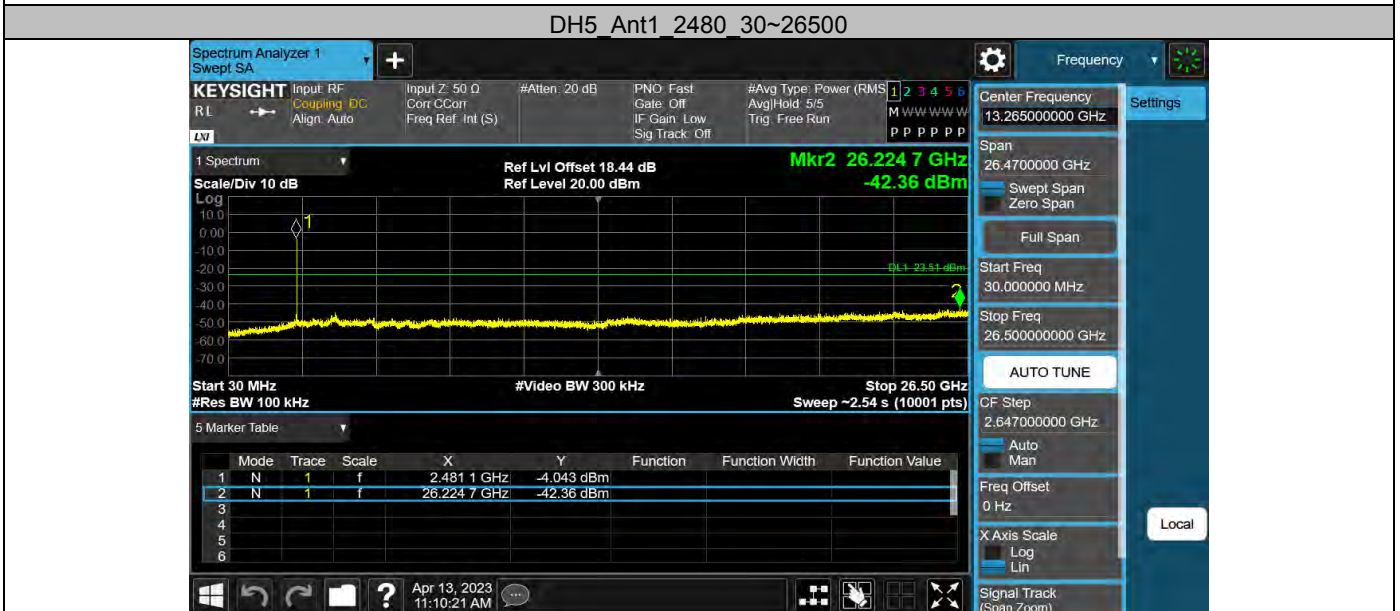 DH5_Ant1_2480_30~26500
Spectrum Analyzer 1
Swept SA
+
Frequency
KEYSIGHT
RL
LXI
Input: RF
Coupling: DC
Align: Auto
Input Z: 50 Ω
Corr CCorr
Freq Ref: Int (S)
#Atten: 20 dB
PNO: Fast
Gate: Off
IF Gain: Low
Sig Track: Off
#Avg Type: Power (RMS
Avg|Hold: 5/5
Trig: Free Run
1 2 3 4 5 6
M W W W W W
P P P P P P
1 Spectrum
Scale/Div 10 dB
Ref Lvl Offset 18.44 dB
Ref Level 20.00 dBm
Mkr2 26.224 7 GHz
-42.36 dBm
Log
10.0
0.00
-10.0
-20.0
-30.0
-40.0
-50.0
-60.0
-70.0
1
2
DL1 -23.51 dBm
Start 30 MHz
#Video BW 300 kHz
Stop 26.50 GHz
#Res BW 100 kHz
Sweep ~2.54 s (10001 pts)
5 Marker Table
Mode Trace Scale X Y Function Function Width Function Value
1 N 1 f 2.481 1 GHz -4.043 dBm
2 N 1 f 26.224 7 GHz -42.36 dBm
3
4
5
6
?
Apr 13, 2023
11:10:21 AM
Center Frequency
13.265000000 GHz
Settings
Span
26.4700000 GHz
Swept Span
Zero Span
Full Span
Start Freq
30.000000 MHz
Stop Freq
26.500000000 GHz
AUTO TUNE
CF Step
2.647000000 GHz
Auto
Man
Freq Offset
0 Hz
Local
X Axis Scale
Log
Lin
Signal Track
(Span Zoom)